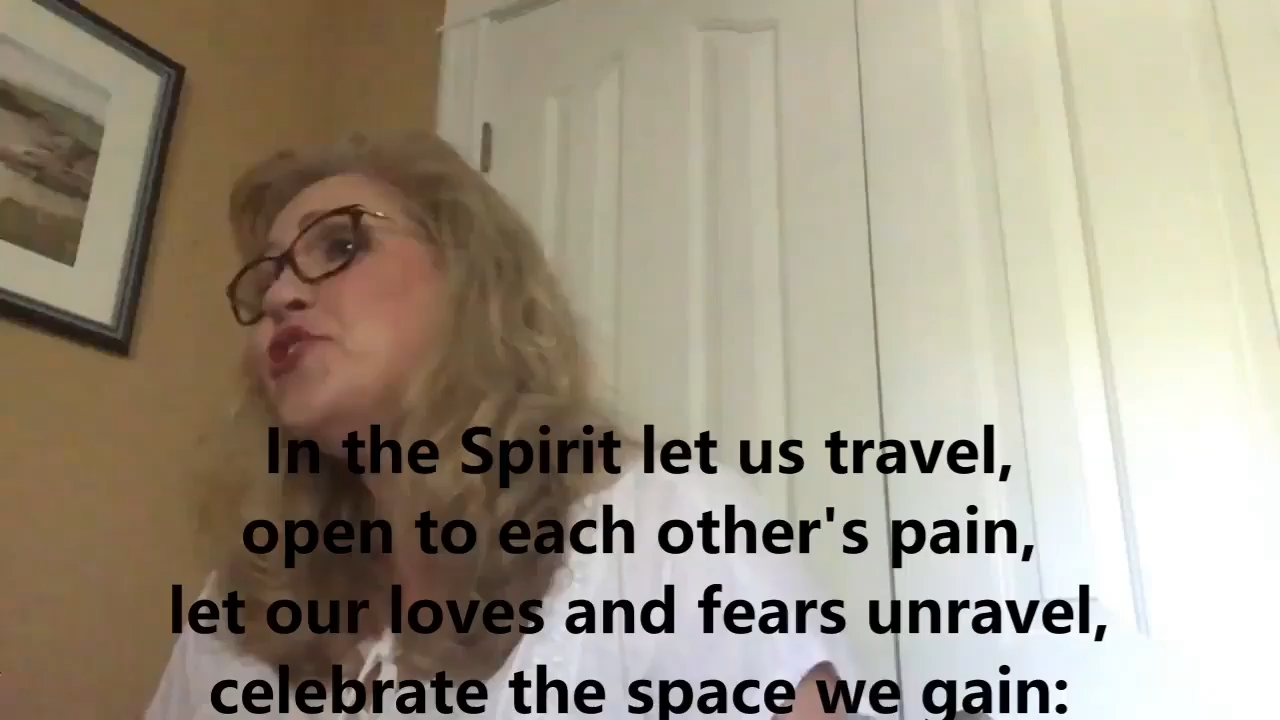 In the Spirit let us travel,
open to each other's pain,
let our loves and fears unravel,
celebrate the space we gain: